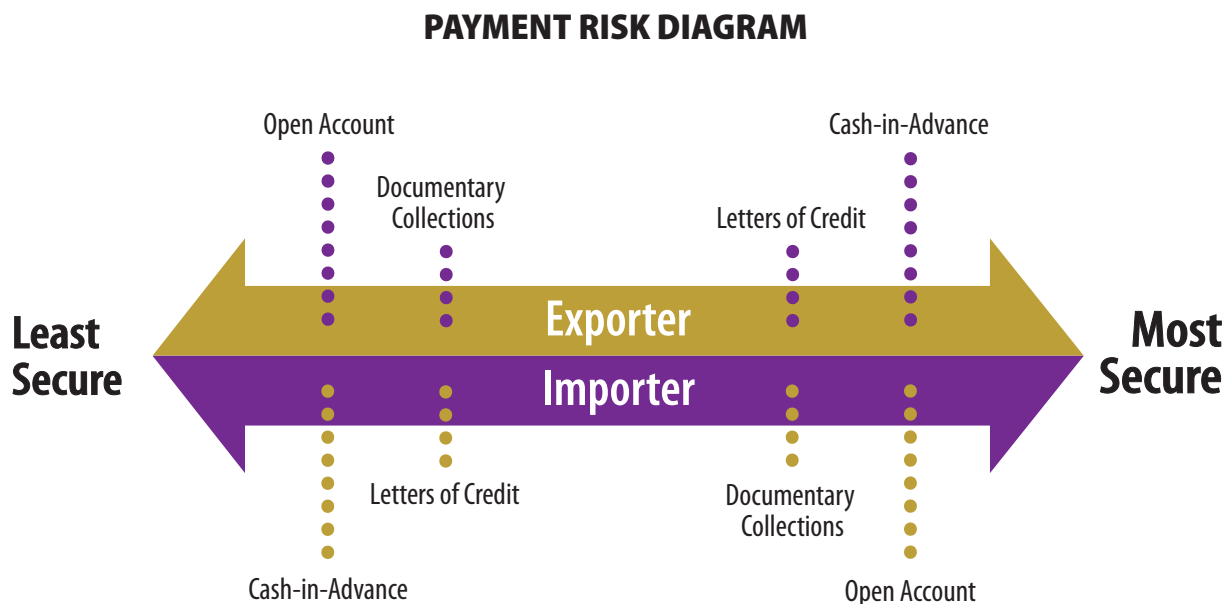 PAYMENT RISK DIAGRAM
Open Account
Cash-in-Advance
Documentary
Collections
Letters of Credit
Least
Secure
Exporter
Importer
Most
Secure
Letters of Credit
Documentary
Collections
Cash-in-Advance
Open Account